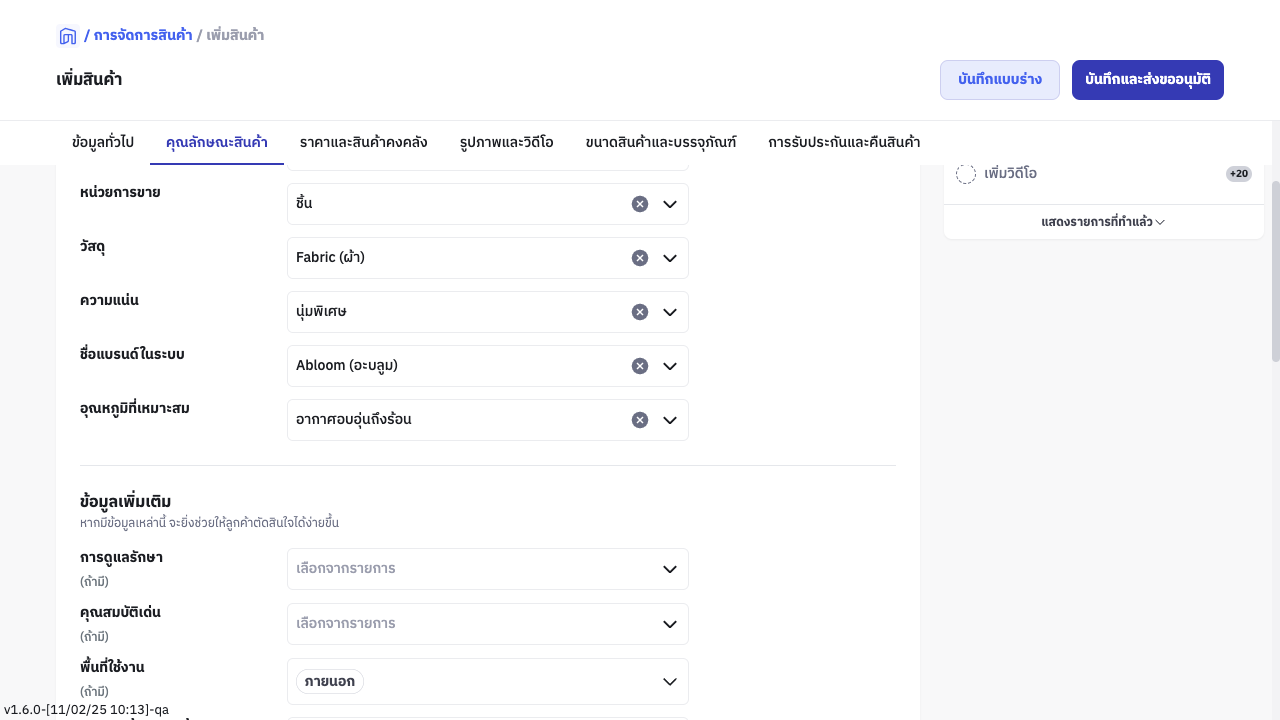 / การจัดการสินค้า / เพิ่มสินค้า
เพิ่มสินค้า
บันทึกแบบร่าง
บันทึกและส่งขออนุมัติ
ข้อมูลทั่วไป คุณลักษณะสินค้า ราคาและสินค้าคงคลัง รูปภาพและวิดีโอ ขนาดสินค้าและบรรจุภัณฑ์ การรับประกันและคืนสินค้า
เพิ่มวิดีโอ +20
แสดงรายการที่ทำแล้ว
หน่วยการขาย ชิ้น
วัสดุ Fabric (ผ้า)
ความแน่น นุ่มพิเศษ
ชื่อแบรนด์ในระบบ Abloom (อะบลูม)
อุณหภูมิที่เหมาะสม อากาศอบอุ่นถึงร้อน
ข้อมูลเพิ่มเติม
หากมีข้อมูลเหล่านี้ จะยิ่งช่วยให้ลูกค้าตัดสินใจได้ง่ายขึ้น
การดูแลรักษา เลือกจากรายการ
(ถ้ามี)
คุณสมบัติเด่น เลือกจากรายการ
(ถ้ามี)
พื้นที่ใช้งาน ภายนอก
(ถ้ามี)
v1.6.0-[11/02/25 10:13]-qa